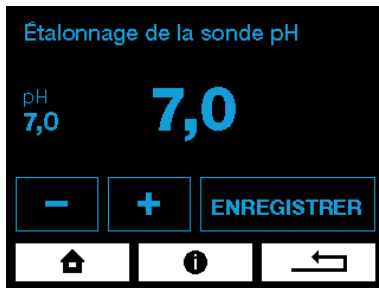 Étalonnage de la sonde pH
pH
7,0
7,0
− + ENREGISTRER